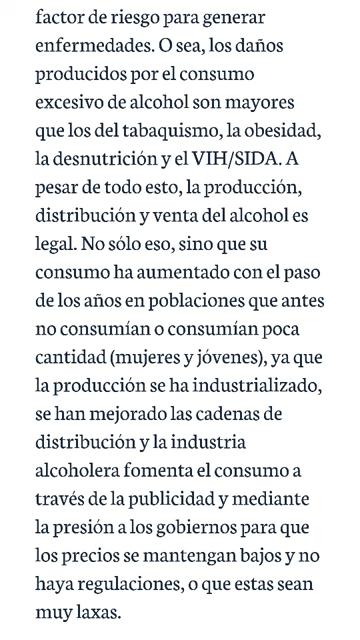 factor de riesgo para generar
enfermedades. O sea, los daños
producidos por el consumo
excesivo de alcohol son mayores
que los del tabaquismo, la obesidad,
la desnutrición y el VIH/SIDA. A
pesar de todo esto, la producción,
distribución y venta del alcohol es
legal. No sólo eso, sino que su
consumo ha aumentado con el paso
de los años en poblaciones que antes
no consumían o consumían poca
cantidad (mujeres y jóvenes), ya que
la producción se ha industrializado,
se han mejorado las cadenas de
distribución y la industria
alcoholera fomenta el consumo a
través de la publicidad y mediante
la presión a los gobiernos para que
los precios se mantengan bajos y no
haya regulaciones, o que estas sean
muy laxas.